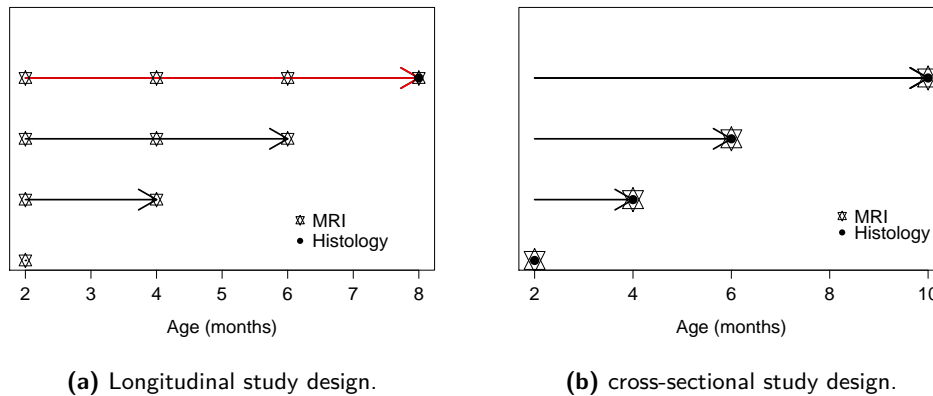 MRI
Histology
2 3 4 5 6 7 8
Age (months)
(a) Longitudinal study design.
MRI
Histology
2 4 6 8 10
Age (months)
(b) cross-sectional study design.